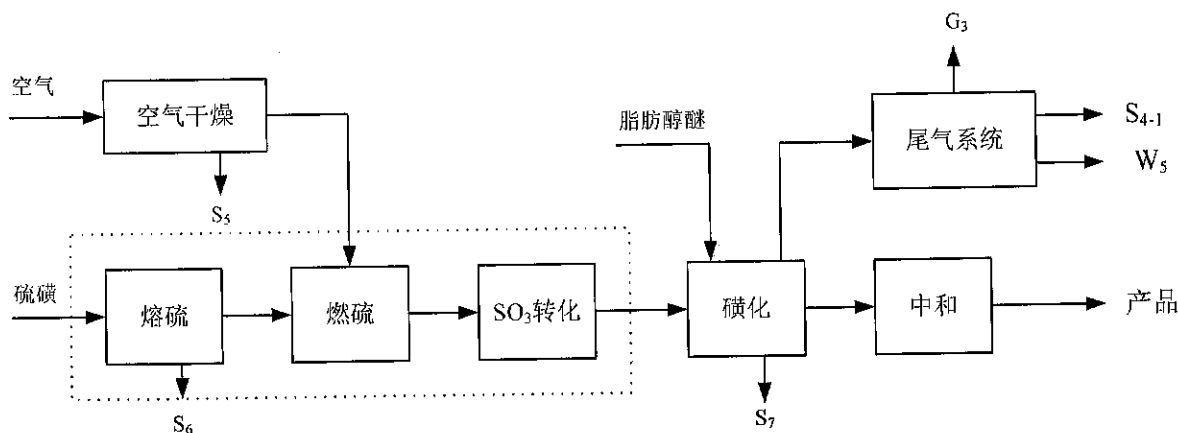 G₃
空气
空气干燥
脂肪醇醚
尾气系统
S₄₋₁
W₅
S₅
硫磺
熔硫
燃硫
SO₃转化
磺化
中和
产品
S₆
S₇